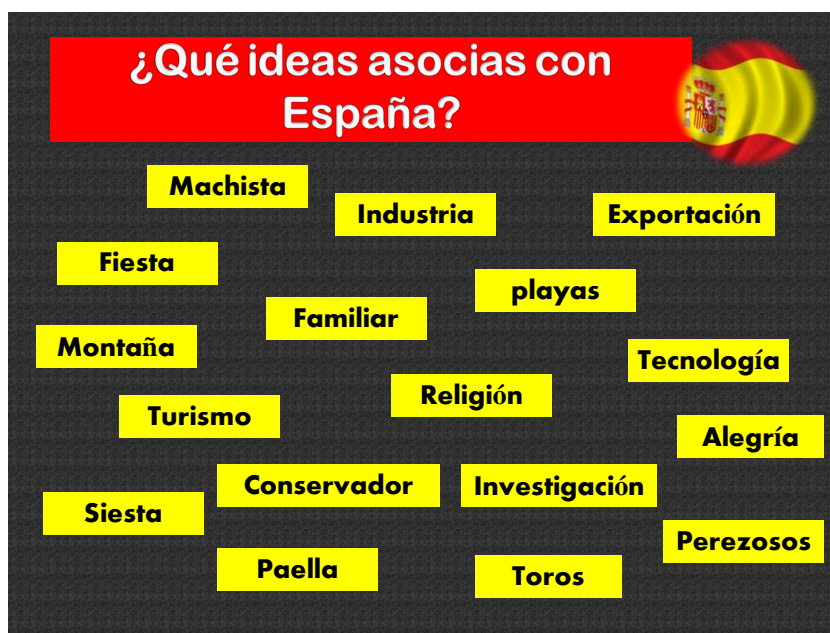 ¿Qué ideas asocias con
España?
Machista
Industria
Exportación
Fiesta
playas
Familiar
Montaña
Tecnología
Religión
Turismo
Alegría
Conservador
Investigación
Siesta
Perezosos
Paella
Toros